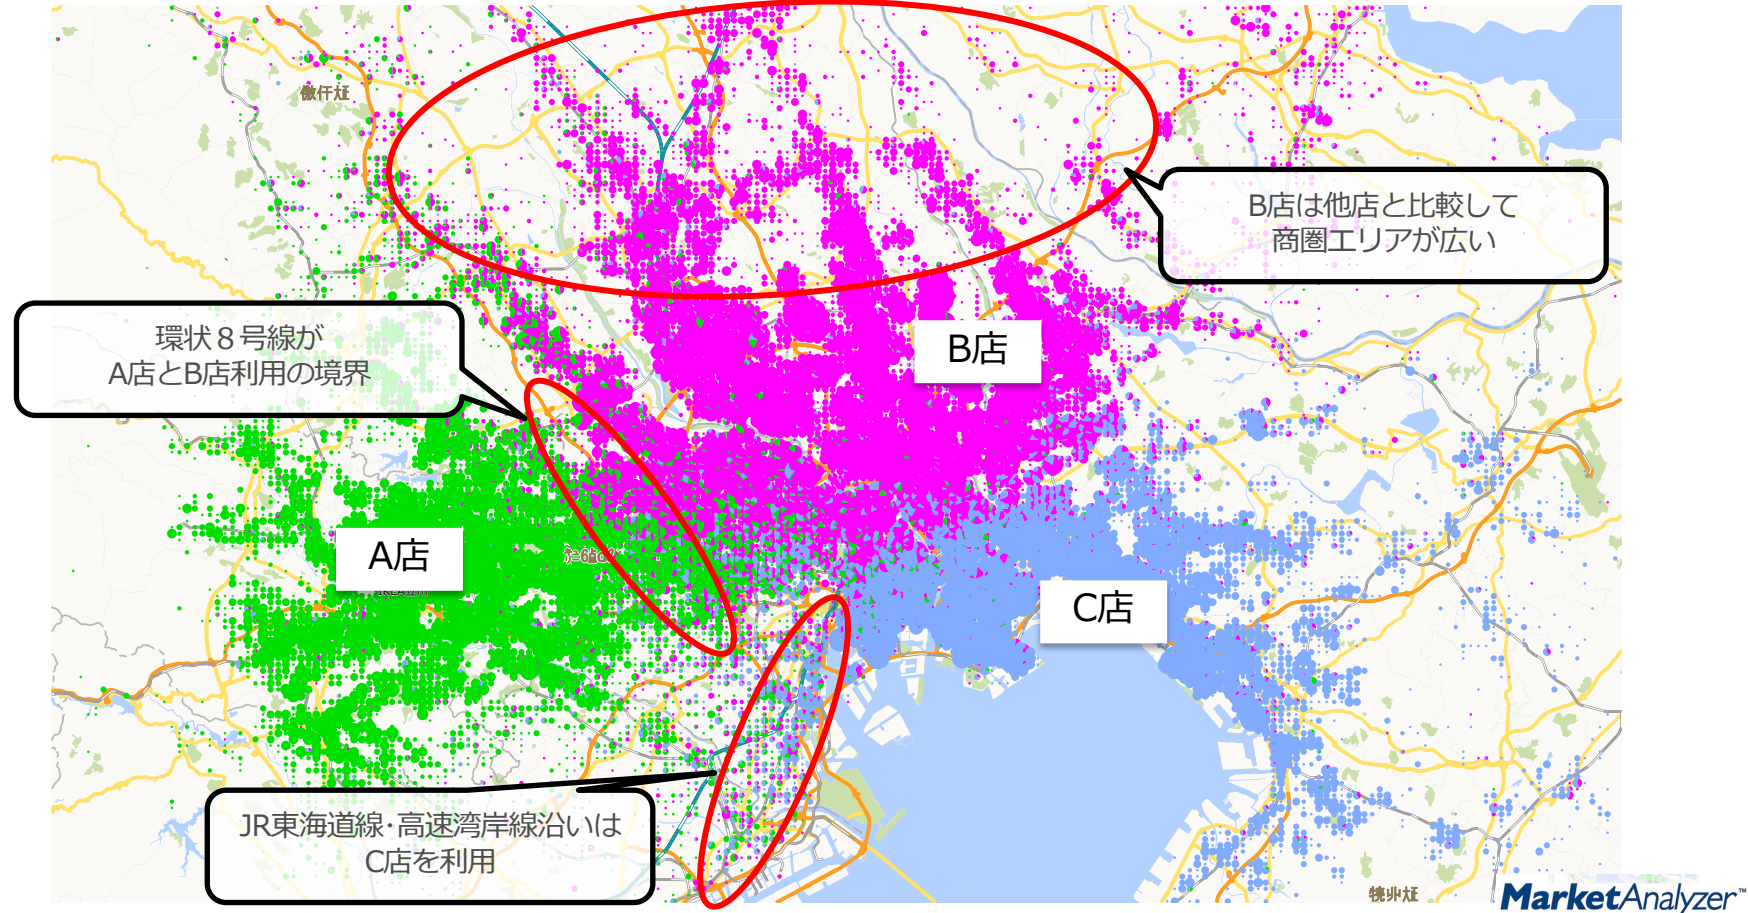 B店は他店と比較して
商圏エリアが広い
環状８号線が
A店とB店利用の境界
B店
A店
C店
JR東海道線・高速湾岸線沿いは
C店を利用
MarketAnalyzer™